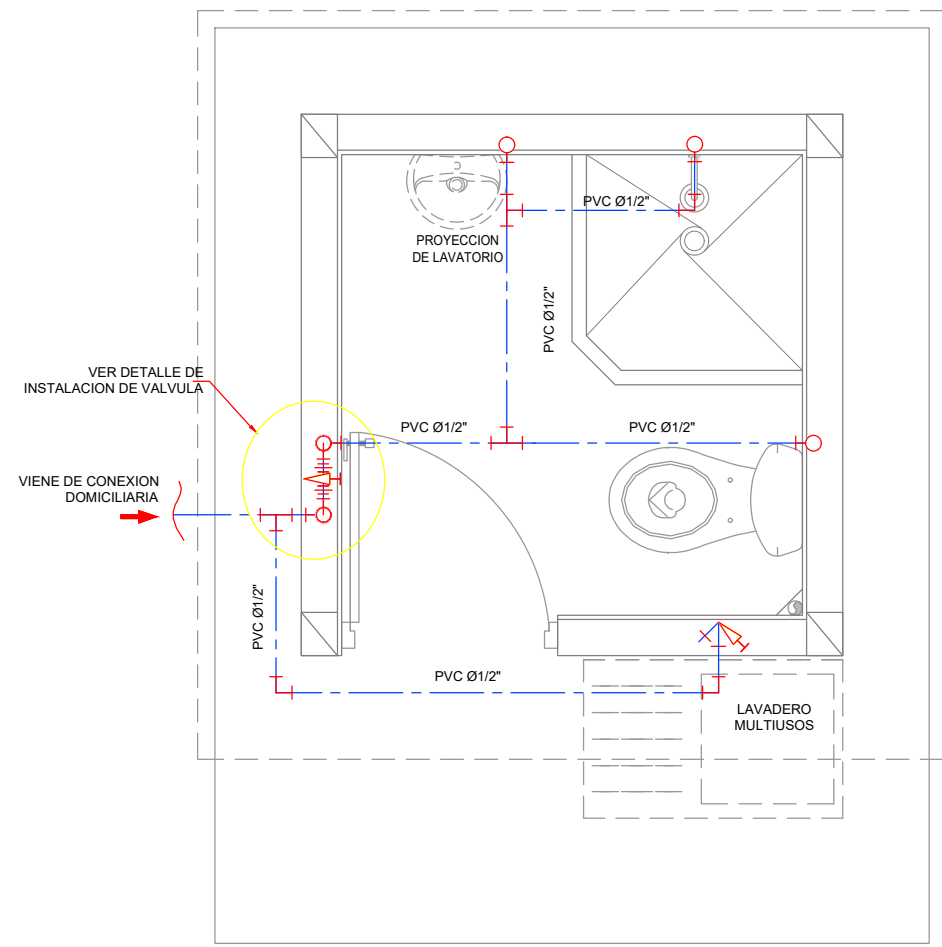 PVC Ø1/2"
PROYECCION
DE LAVATORIO
PVC Ø1/2"
VER DETALLE DE
INSTALACION DE VALVULA
PVC Ø1/2"
PVC Ø1/2"
VIENE DE CONEXION
DOMICILIARIA
PVC Ø1/2"
PVC Ø1/2"
LAVADERO
MULTIUSOS